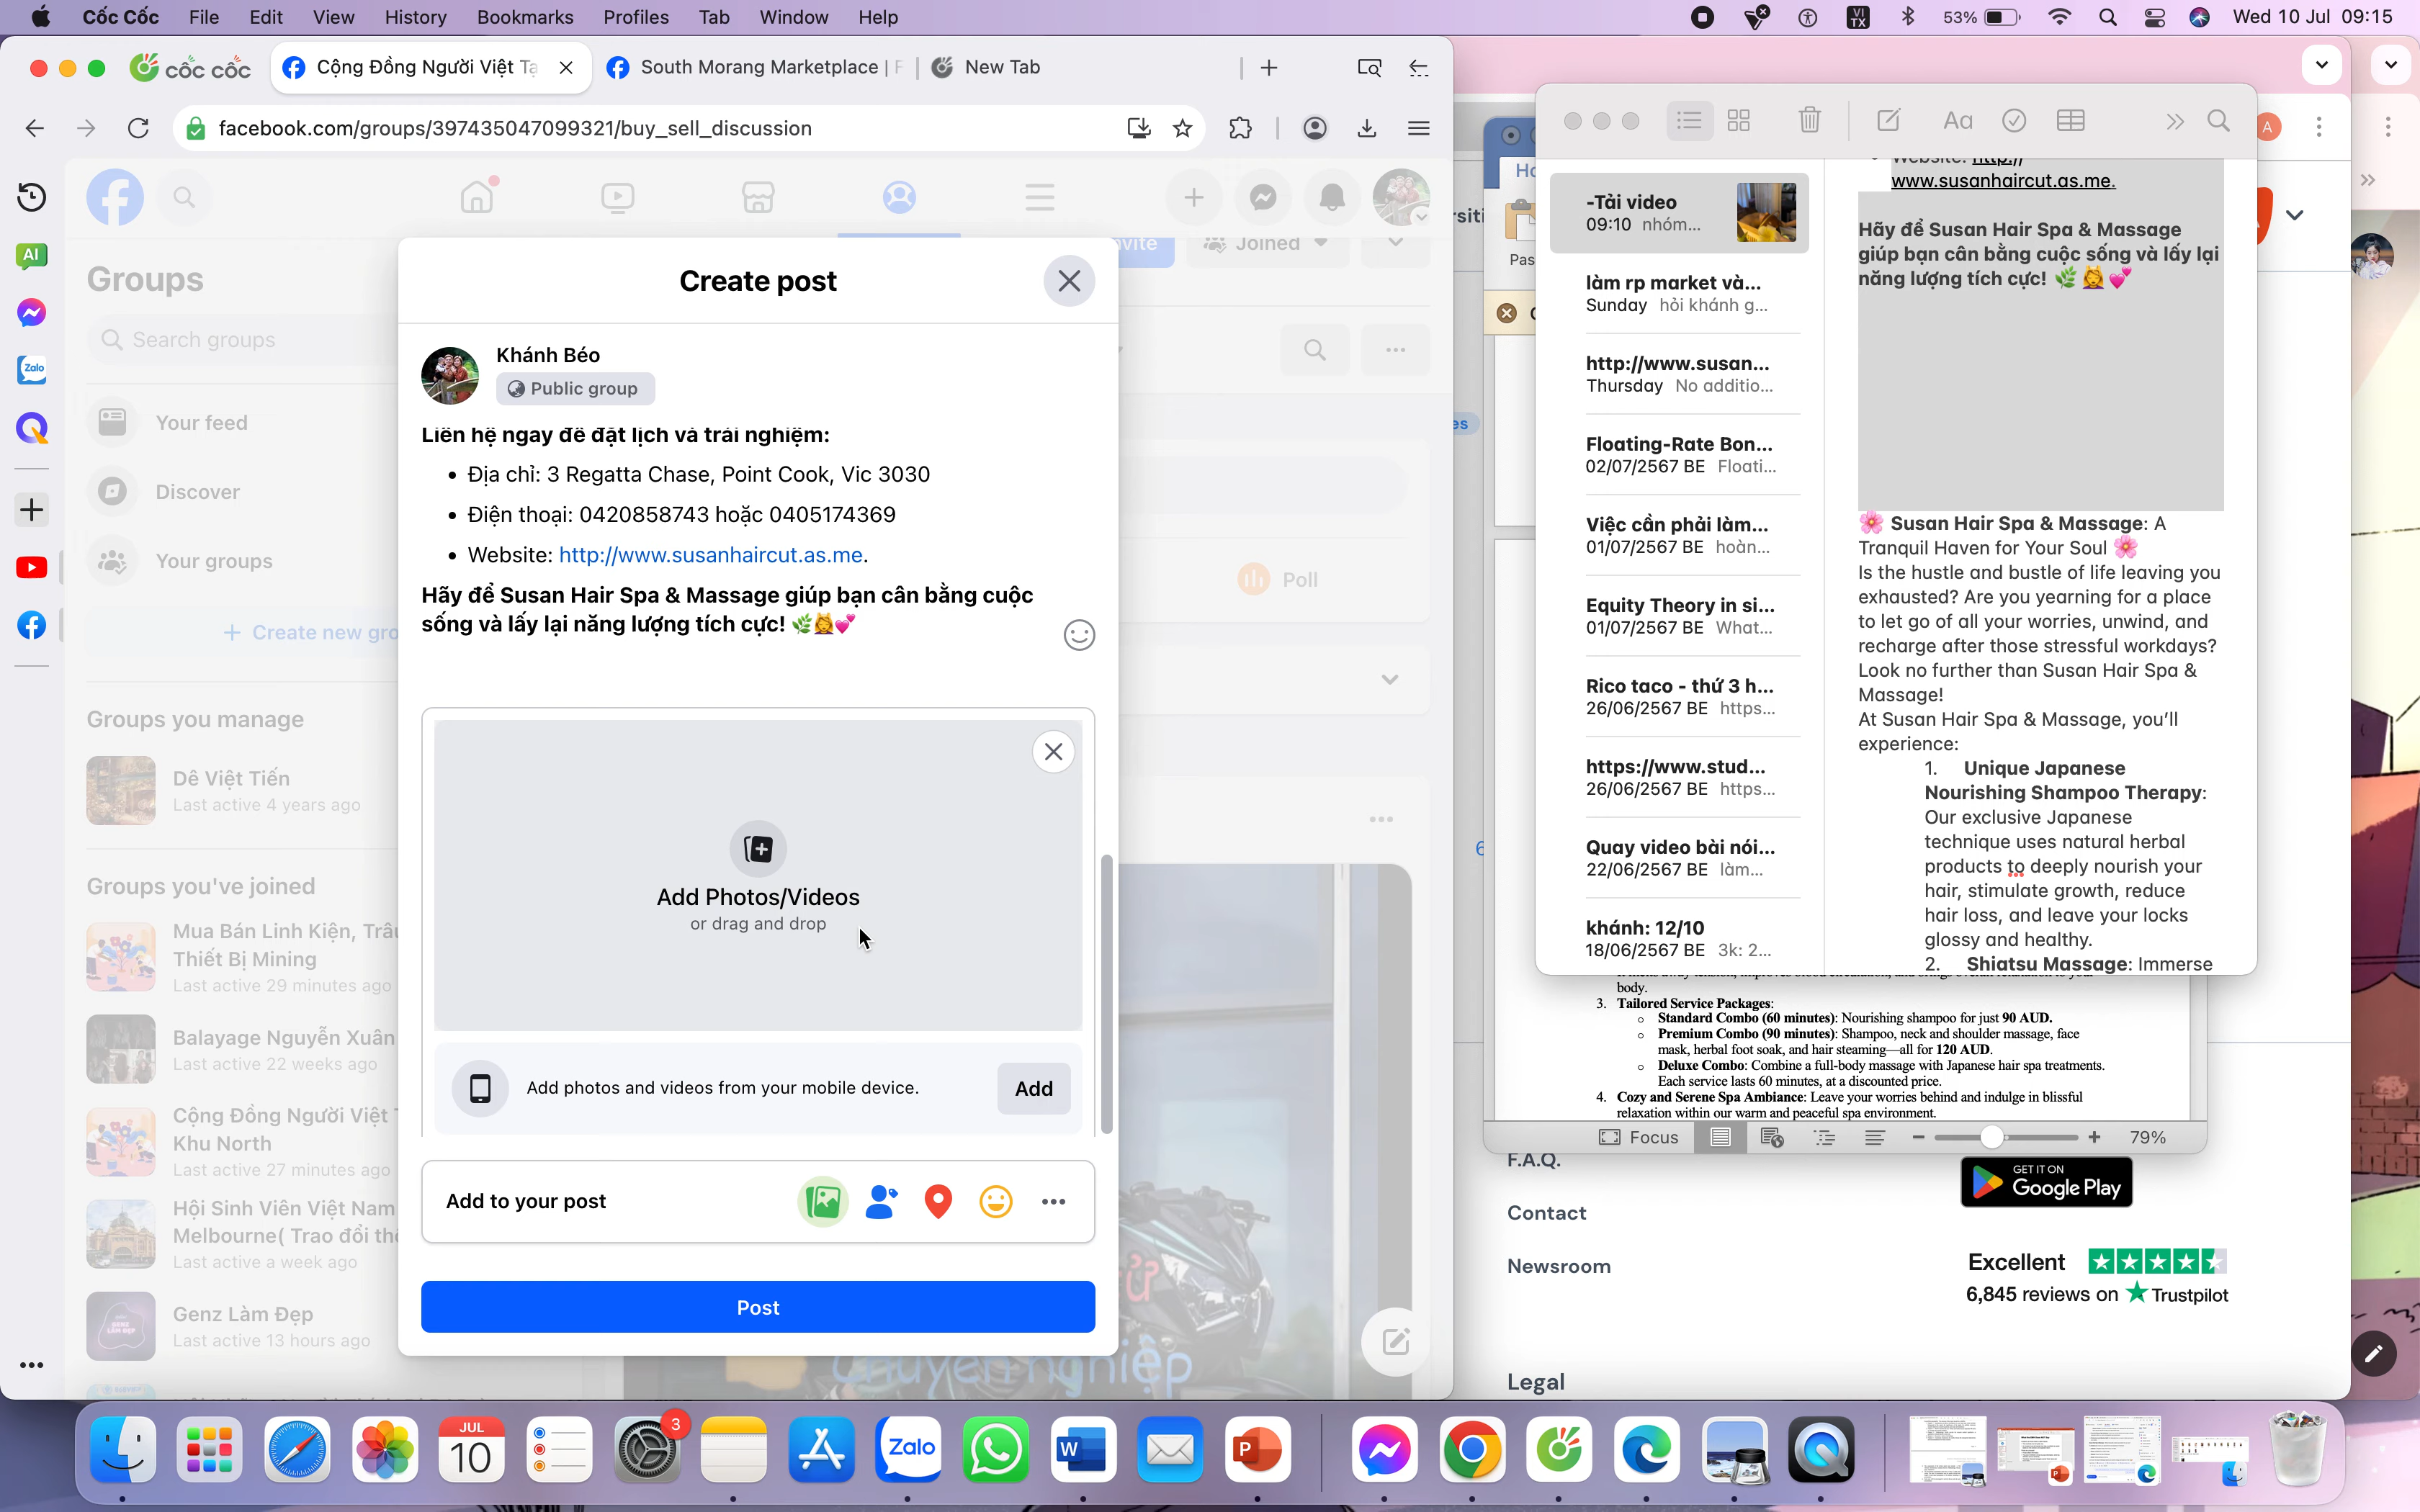 Cốc Cốc File Edit View History Bookmarks Profiles Tab Window Help
VI
TX
53%
Wed 10 Jul 09:15
cốc cốc
Cộng Đồng Người Việt Tạ
South Morang Marketplace | F
New Tab
facebook.com/groups/397435047099321/buy_sell_discussion
AI
Zalo
Groups
Search groups
Your feed
Discover
Your groups
Create new gro
Groups you manage
Dê Việt Tiến
Last active 4 years ago
Groups you've joined
Mua Bán Linh Kiện, Trâu
Thiết Bị Mining
Last active 29 minutes ago
Balayage Nguyễn Xuân
Last active 22 weeks ago
Cộng Đồng Người Việt
Khu North
Last active 27 minutes ago
Hội Sinh Viên Việt Nam
Melbourne( Trao đổi th
Last active a week ago
Genz Làm Đẹp
Last active 13 hours ago
Joined
Poll
Create post
Khánh Béo
Public group
Liên hệ ngay để đặt lịch và trải nghiệm:
• Địa chỉ: 3 Regatta Chase, Point Cook, Vic 3030
• Điện thoại: 0420858743 hoặc 0405174369
• Website: http://www.susanhaircut.as.me.
Hãy để Susan Hair Spa & Massage giúp bạn cân bằng cuộc
sống và lấy lại năng lượng tích cực! 🌿💆💕
Add Photos/Videos
or drag and drop
Add photos and videos from your mobile device.
Add
Add to your post
Post
chuyên nghiệp
-Tải video
09:10 nhóm...
làm rp market và...
Sunday hỏi khánh g...
http://www.susan...
Thursday No additio...
Floating-Rate Bon...
02/07/2567 BE Floati...
Việc cần phải làm...
01/07/2567 BE hoàn...
Equity Theory in si...
01/07/2567 BE What...
Rico taco - thứ 3 h...
26/06/2567 BE https...
https://www.stud...
26/06/2567 BE https...
Quay video bài nói...
22/06/2567 BE làm...
khánh: 12/10
18/06/2567 BE 3k: 2...
Website: http://
www.susanhaircut.as.me.
Hãy để Susan Hair Spa & Massage
giúp bạn cân bằng cuộc sống và lấy lại
năng lượng tích cực! 🌿💆💕
🌸 Susan Hair Spa & Massage: A
Tranquil Haven for Your Soul 🌸
Is the hustle and bustle of life leaving you
exhausted? Are you yearning for a place
to let go of all your worries, unwind, and
recharge after those stressful workdays?
Look no further than Susan Hair Spa &
Massage!
At Susan Hair Spa & Massage, you'll
experience:
1. Unique Japanese
Nourishing Shampoo Therapy:
Our exclusive Japanese
technique uses natural herbal
products to deeply nourish your
hair, stimulate growth, reduce
hair loss, and leave your locks
glossy and healthy.
2. Shiatsu Massage: Immerse
A
body.
3. Tailored Service Packages:
o Standard Combo (60 minutes): Nourishing shampoo for just 90 AUD.
o Premium Combo (90 minutes): Shampoo, neck and shoulder massage, face
mask, herbal foot soak, and hair steaming—all for 120 AUD.
o Deluxe Combo: Combine a full-body massage with Japanese hair spa treatments.
Each service lasts 60 minutes, at a discounted price.
4. Cozy and Serene Spa Ambiance: Leave your worries behind and indulge in blissful
relaxation within our warm and peaceful spa environment.
Focus
79%
F.A.Q.
Contact
Newsroom
Legal
GET IT ON
Google Play
Excellent
6,845 reviews on Trustpilot
JUL
10
3
Zalo
W
P